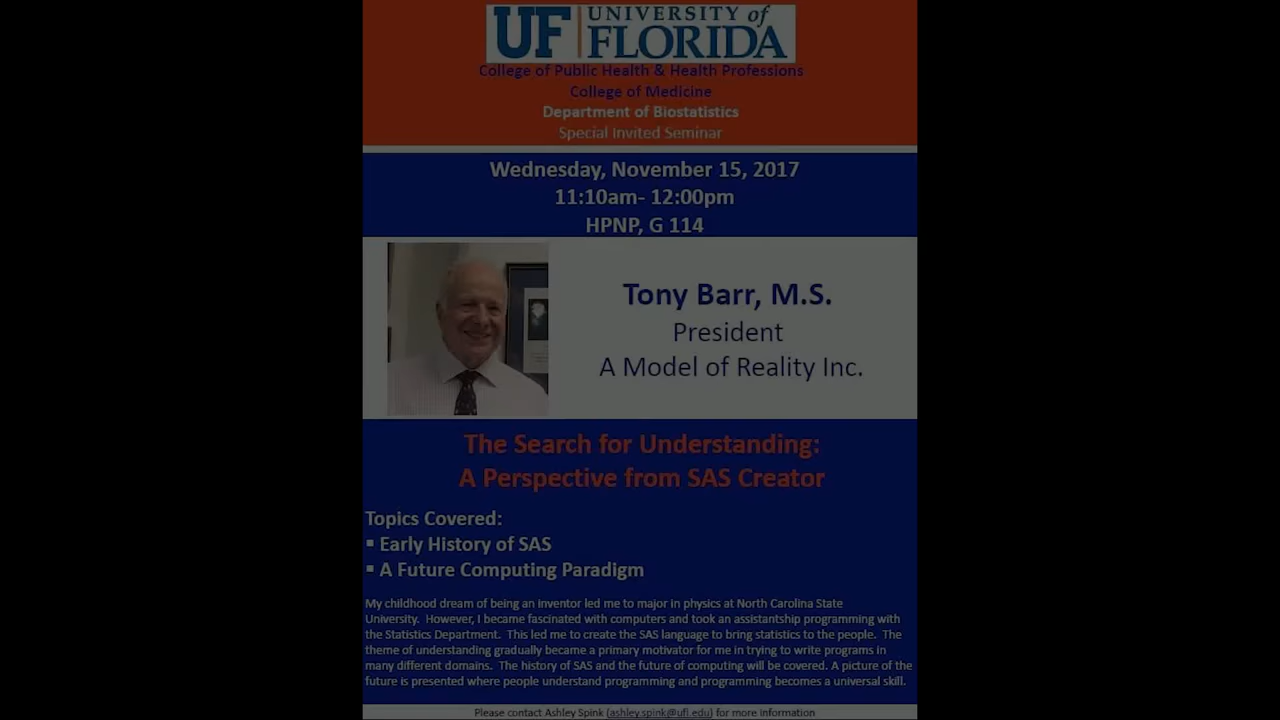 UF UNIVERSITY of FLORIDA
College of Public Health & Health Professions
College of Medicine
Department of Biostatistics
Special Invited Seminar
Wednesday, November 15, 2017
11:10am- 12:00pm
HPNP, G 114
Tony Barr, M.S.
President
A Model of Reality Inc.
The Search for Understanding:
A Perspective from SAS Creator
Topics Covered:
▪ Early History of SAS
▪ A Future Computing Paradigm
My childhood dream of being an inventor led me to major in physics at North Carolina State
University.  However, I became fascinated with computers and took an assistantship programming with
the Statistics Department.  This led me to create the SAS language to bring statistics to the people.  The
theme of understanding gradually became a primary motivator for me in trying to write programs in
many different domains.  The history of SAS and the future of computing will be covered. A picture of the
future is presented where people understand programming and programming becomes a universal skill.
Please contact Ashley Spink (ashley.spink@ufl.edu) for more information